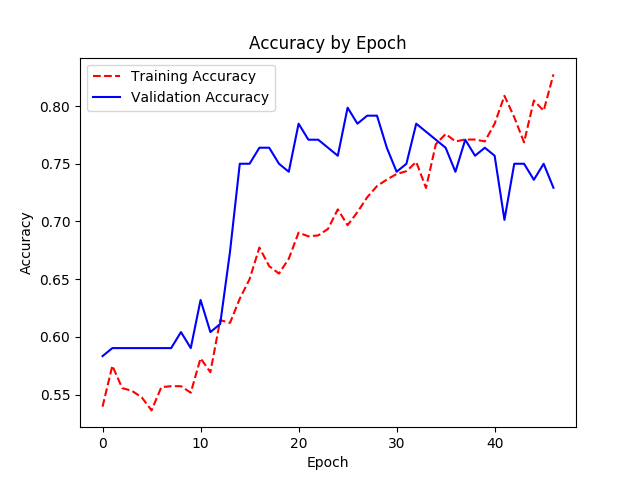 Accuracy by Epoch
Training Accuracy
Validation Accuracy
0.80
0.75
0.70
0.65
0.60
0.55
Accuracy
0 10 20 30 40
Epoch